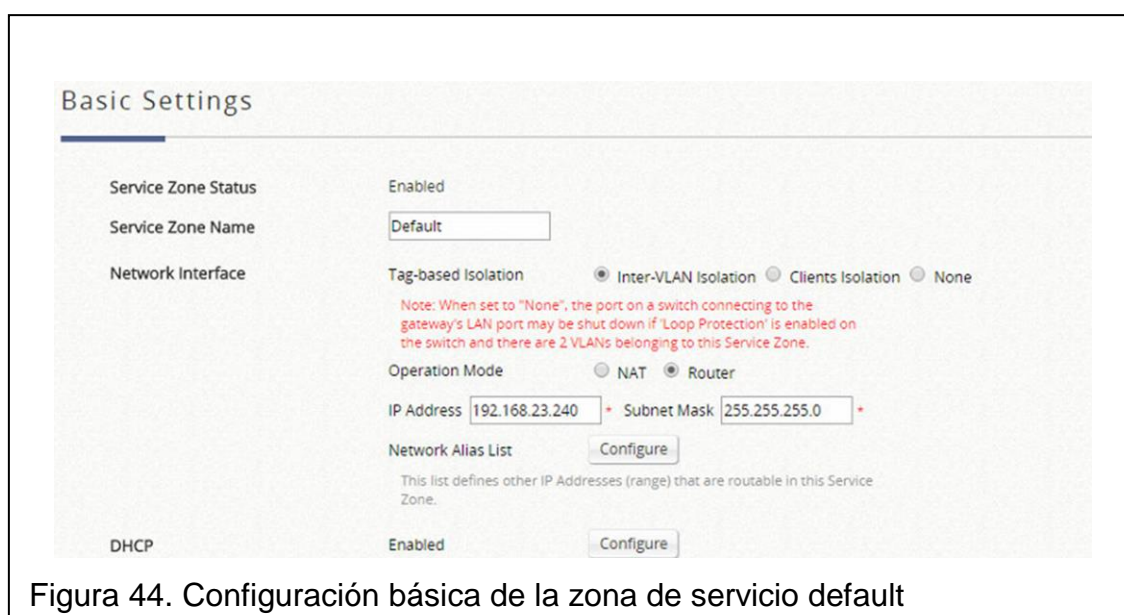 Basic Settings
Service Zone Status Enabled
Service Zone Name Default
Network Interface Tag-based Isolation Inter-VLAN Isolation Clients Isolation None
Note: When set to "None", the port on a switch connecting to the
gateway's LAN port may be shut down if 'Loop Protection' is enabled on
the switch and there are 2 VLANs belonging to this Service Zone.
Operation Mode NAT Router
IP Address 192.168.23.240 * Subnet Mask 255.255.255.0 *
Network Alias List Configure
This list defines other IP Addresses (range) that are routable in this Service
Zone.
DHCP Enabled Configure
Figura 44. Configuración básica de la zona de servicio default